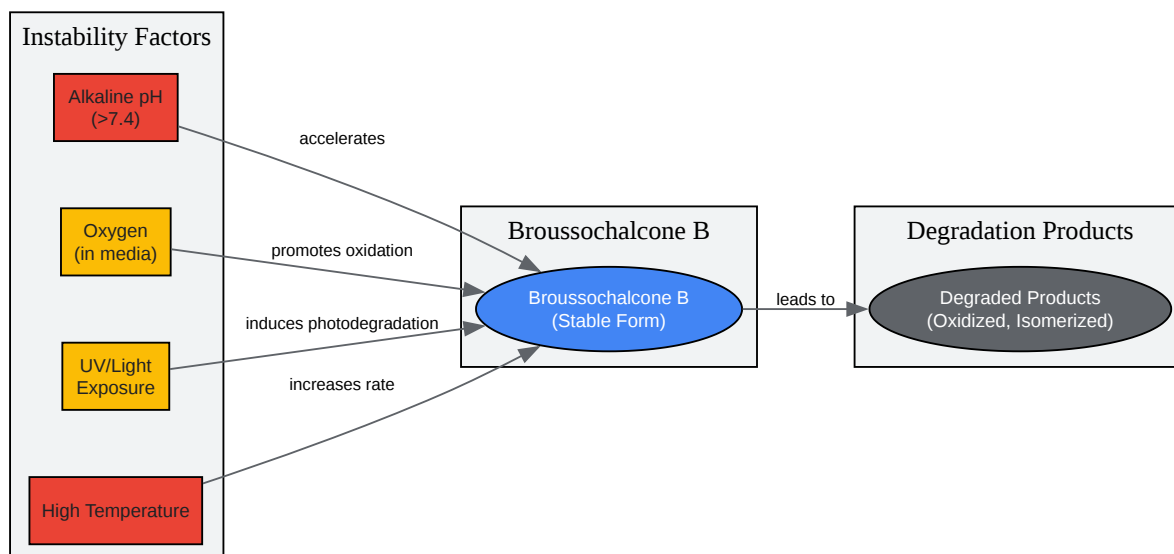 Instability Factors
Alkaline pH
(>7.4)
accelerates
Oxygen
(in media)
promotes oxidation
UV/Light
Exposure
induces photodegradation
High Temperature
increases rate
Broussochalcone B
Broussochalcone B
(Stable Form)
leads to
Degradation Products
Degraded Products
(Oxidized, Isomerized)